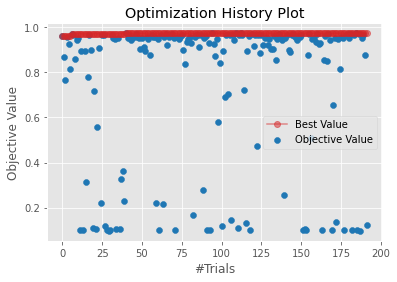 Optimization History Plot
Objective Value
1.0
0.8
0.6
0.4
0.2
Best Value
Objective Value
0
25
50
75
100
125
150
175
200
#Trials